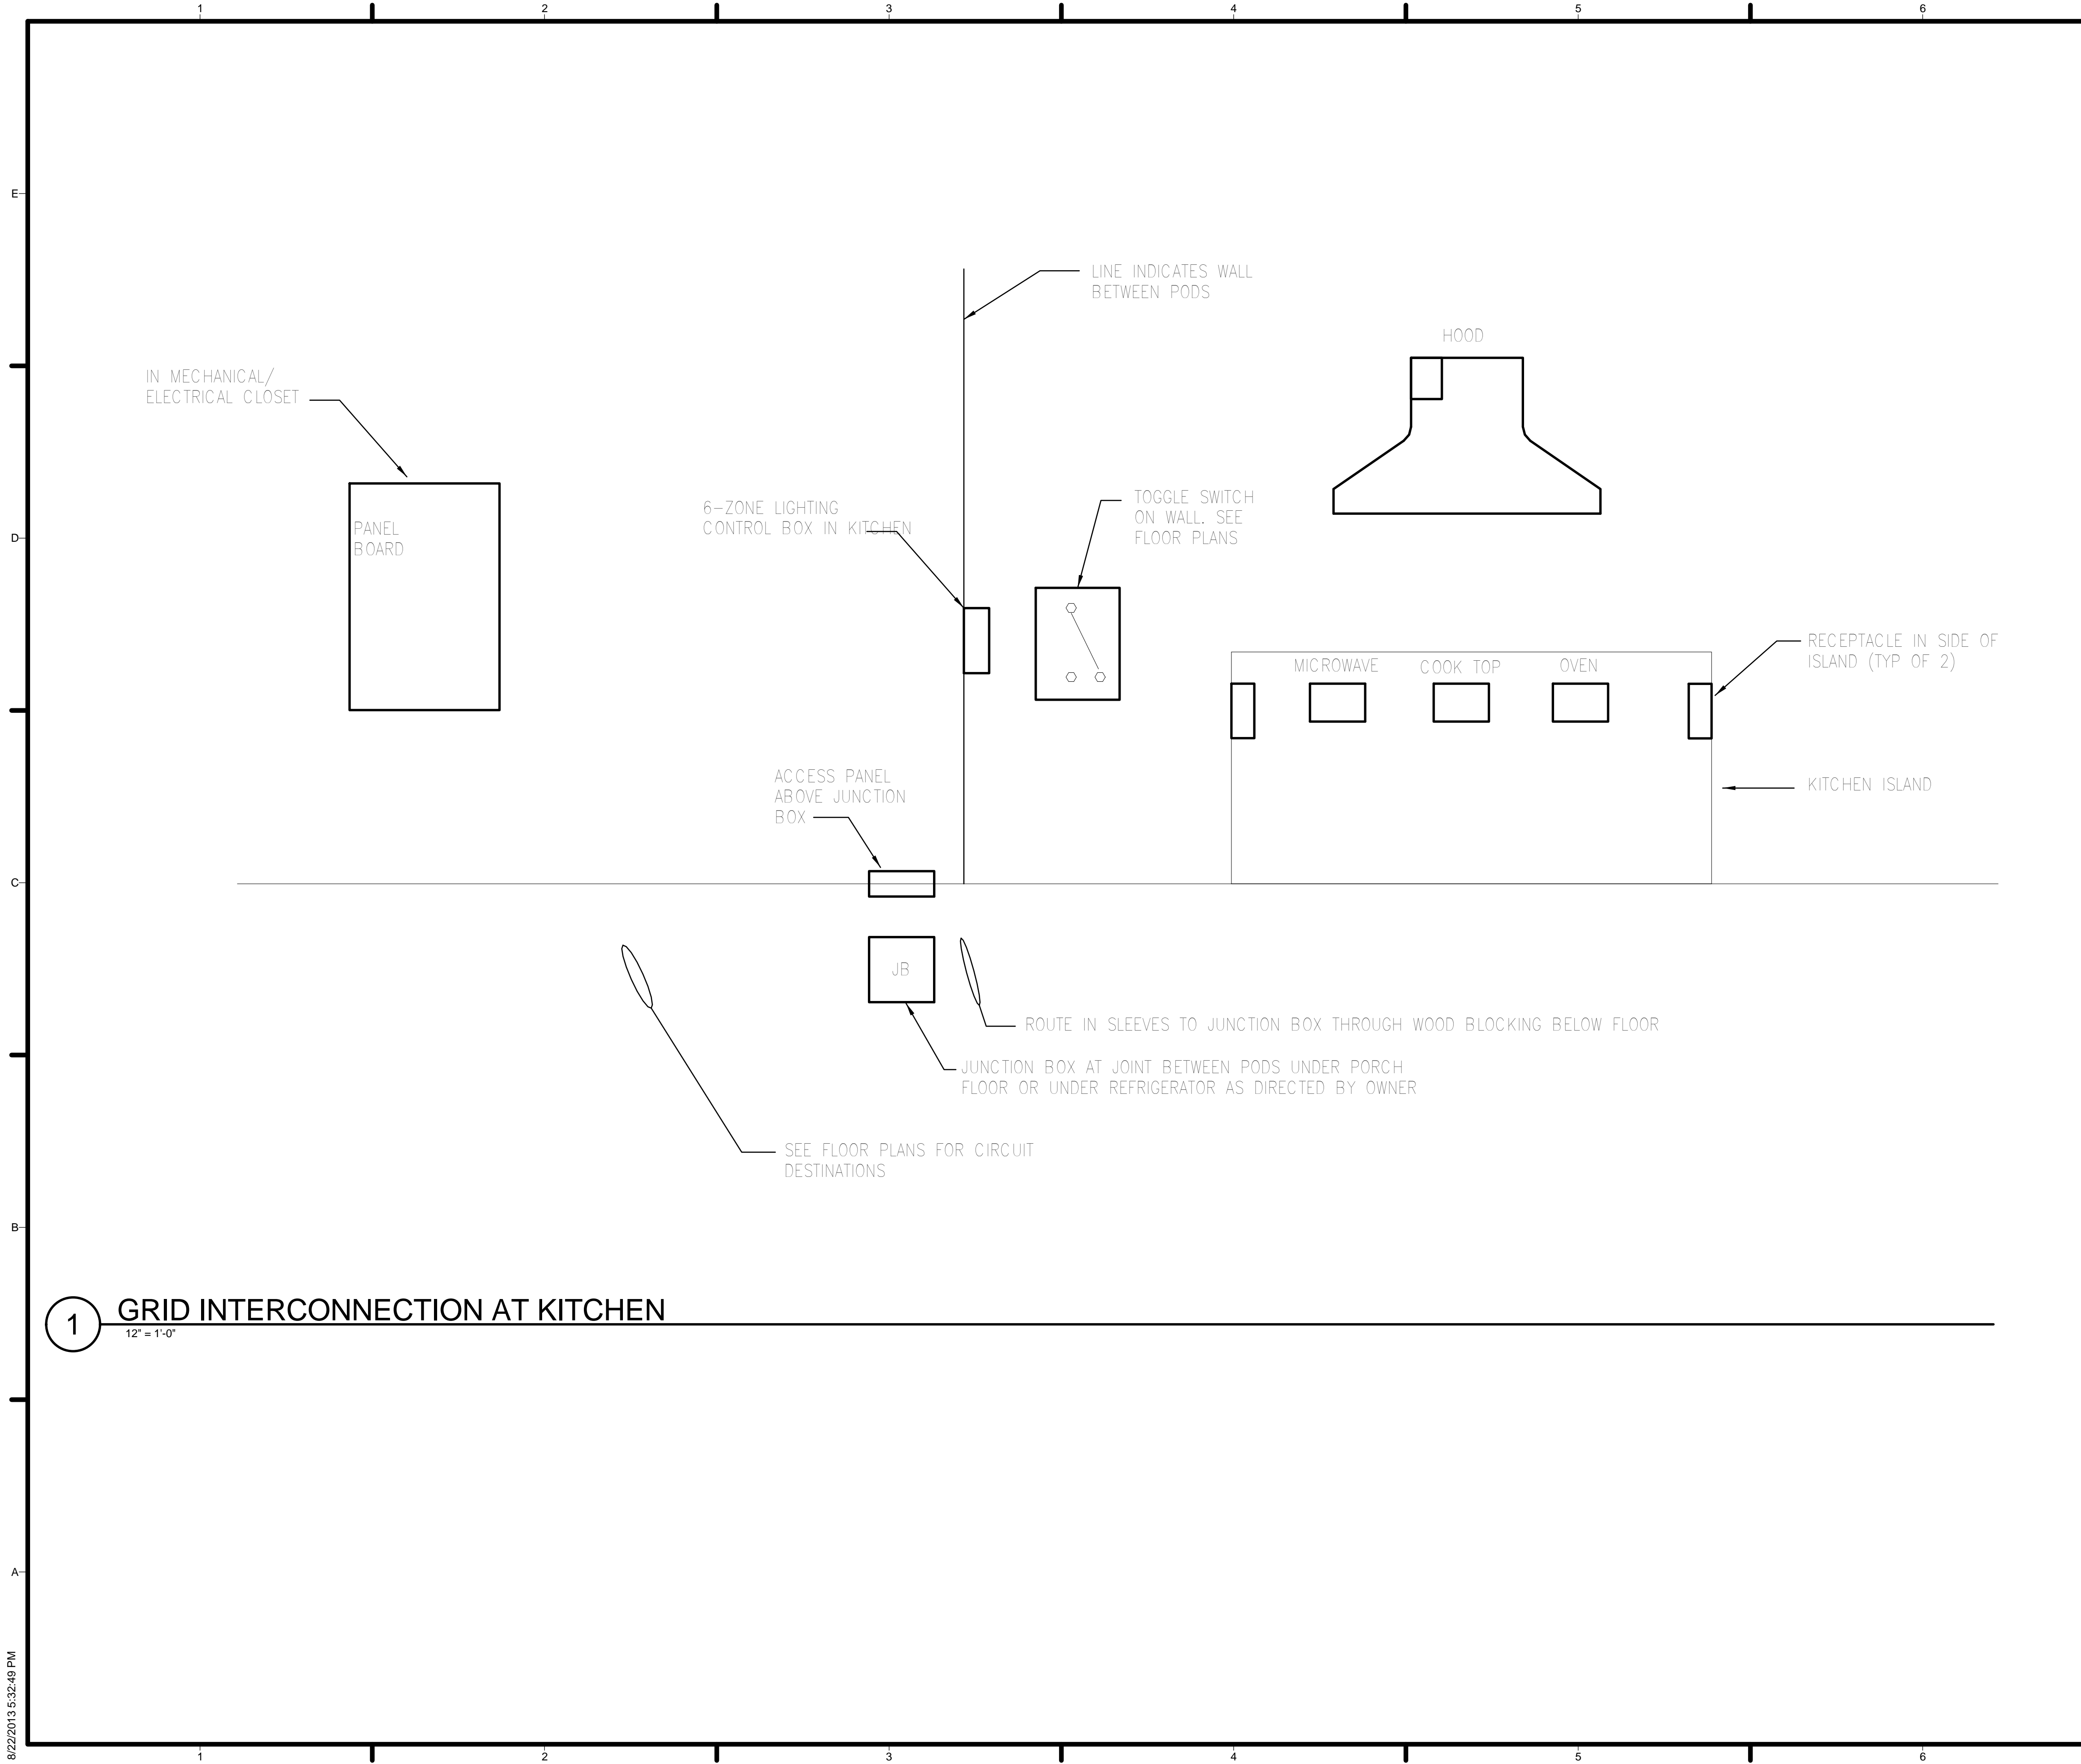 1 2 3 4 5 6
E
LINE INDICATES WALL
BETWEEN PODS
HOOD
IN MECHANICAL/
ELECTRICAL CLOSET
6-ZONE LIGHTING
CONTROL BOX IN KITCHEN
TOGGLE SWITCH
ON WALL. SEE
FLOOR PLANS
D
PANEL
BOARD
RECEPTACLE IN SIDE OF
ISLAND (TYP OF 2)
MICROWAVE COOK TOP OVEN
ACCESS PANEL
ABOVE JUNCTION
BOX
KITCHEN ISLAND
C
JB
ROUTE IN SLEEVES TO JUNCTION BOX THROUGH WOOD BLOCKING BELOW FLOOR
JUNCTION BOX AT JOINT BETWEEN PODS UNDER PORCH
FLOOR OR UNDER REFRIGERATOR AS DIRECTED BY OWNER
SEE FLOOR PLANS FOR CIRCUIT
DESTINATIONS
B
1 GRID INTERCONNECTION AT KITCHEN
12" = 1'-0"
A
8/22/2013 5:32:49 PM
1 2 3 4 5 6